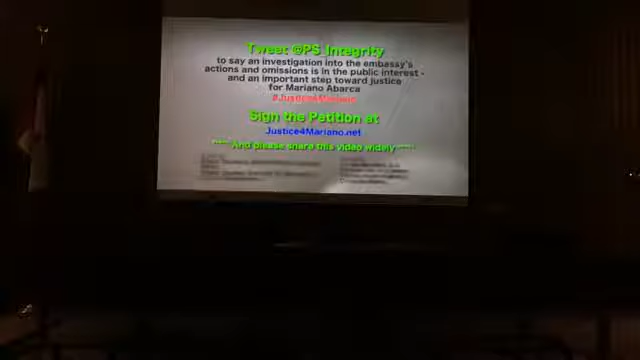 Tweet @PS_Integrity
to say an investigation into the embassy's
actions and omissions is in the public interest -
and an important step toward justice
for Mariano Abarca
#Justice4Mariano
Sign the Petition at
Justice4Mariano.net
And please share this video widely